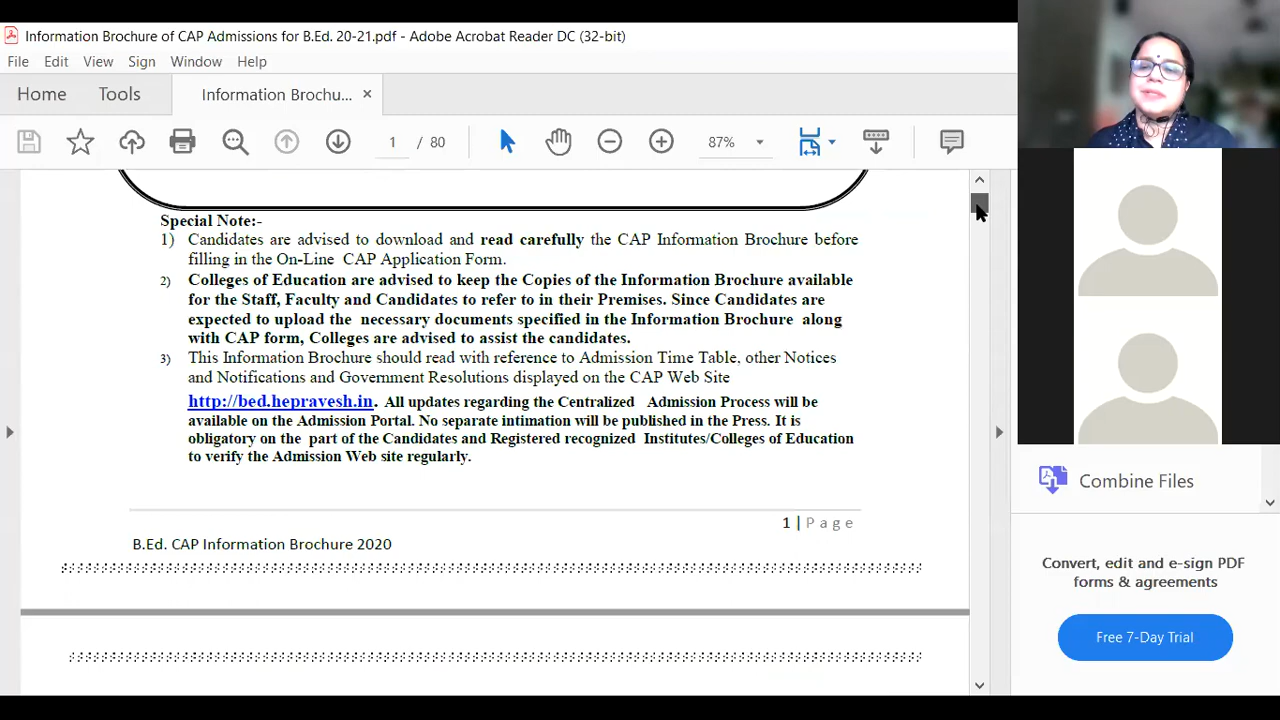 Information Brochure of CAP Admissions for B.Ed. 20-21.pdf - Adobe Acrobat Reader DC (32-bit)
File Edit View Sign Window Help
Home Tools Information Brochu... ×
1 / 80 87%
Special Note:-
1) Candidates are advised to download and read carefully the CAP Information Brochure before
filling in the On-Line CAP Application Form.
2) Colleges of Education are advised to keep the Copies of the Information Brochure available
for the Staff, Faculty and Candidates to refer to in their Premises. Since Candidates are
expected to upload the necessary documents specified in the Information Brochure along
with CAP form, Colleges are advised to assist the candidates.
3) This Information Brochure should read with reference to Admission Time Table, other Notices
and Notifications and Government Resolutions displayed on the CAP Web Site
http://bed.hepravesh.in. All updates regarding the Centralized Admission Process will be
available on the Admission Portal. No separate intimation will be published in the Press. It is
obligatory on the part of the Candidates and Registered recognized Institutes/Colleges of Education
to verify the Admission Web site regularly.
1 | Page
B.Ed. CAP Information Brochure 2020
Combine Files
Convert, edit and e-sign PDF
forms & agreements
Free 7-Day Trial